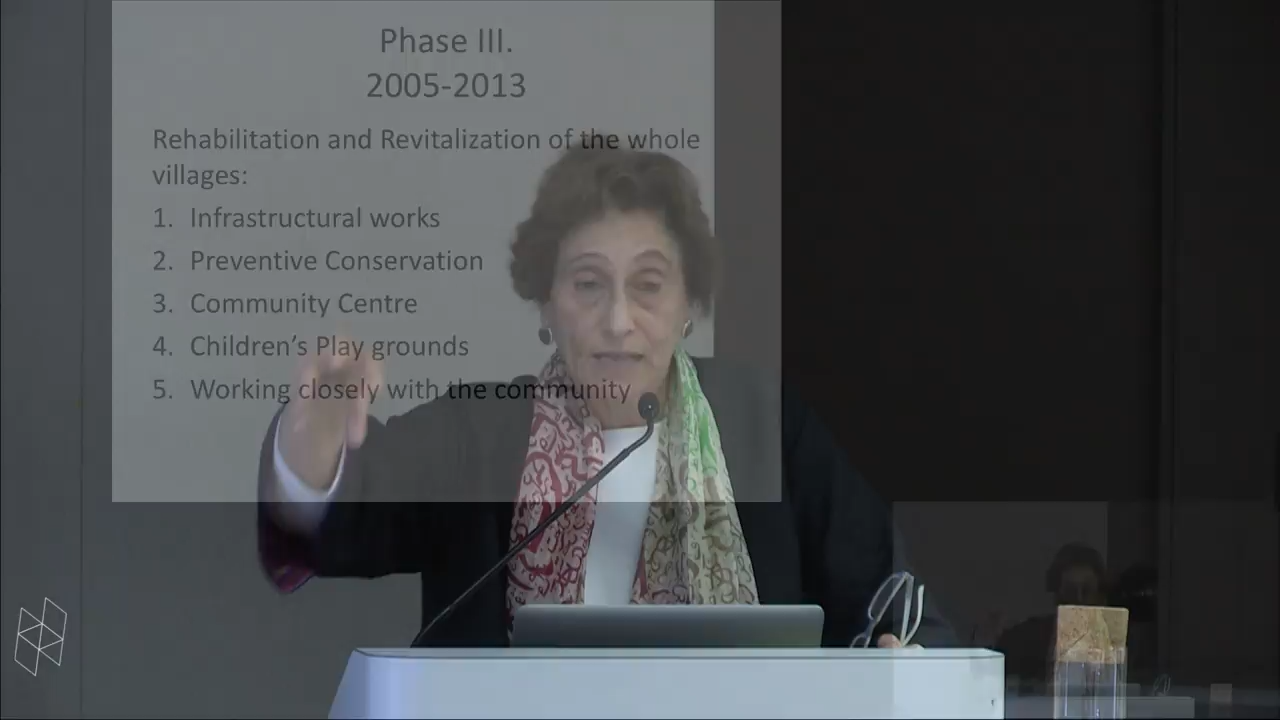 Phase III.
2005-2013
Rehabilitation and Revitalization of the whole
villages:
1. Infrastructural works
2. Preventive Conservation
3. Community Centre
4. Children's Play grounds
5. Working closely with the community